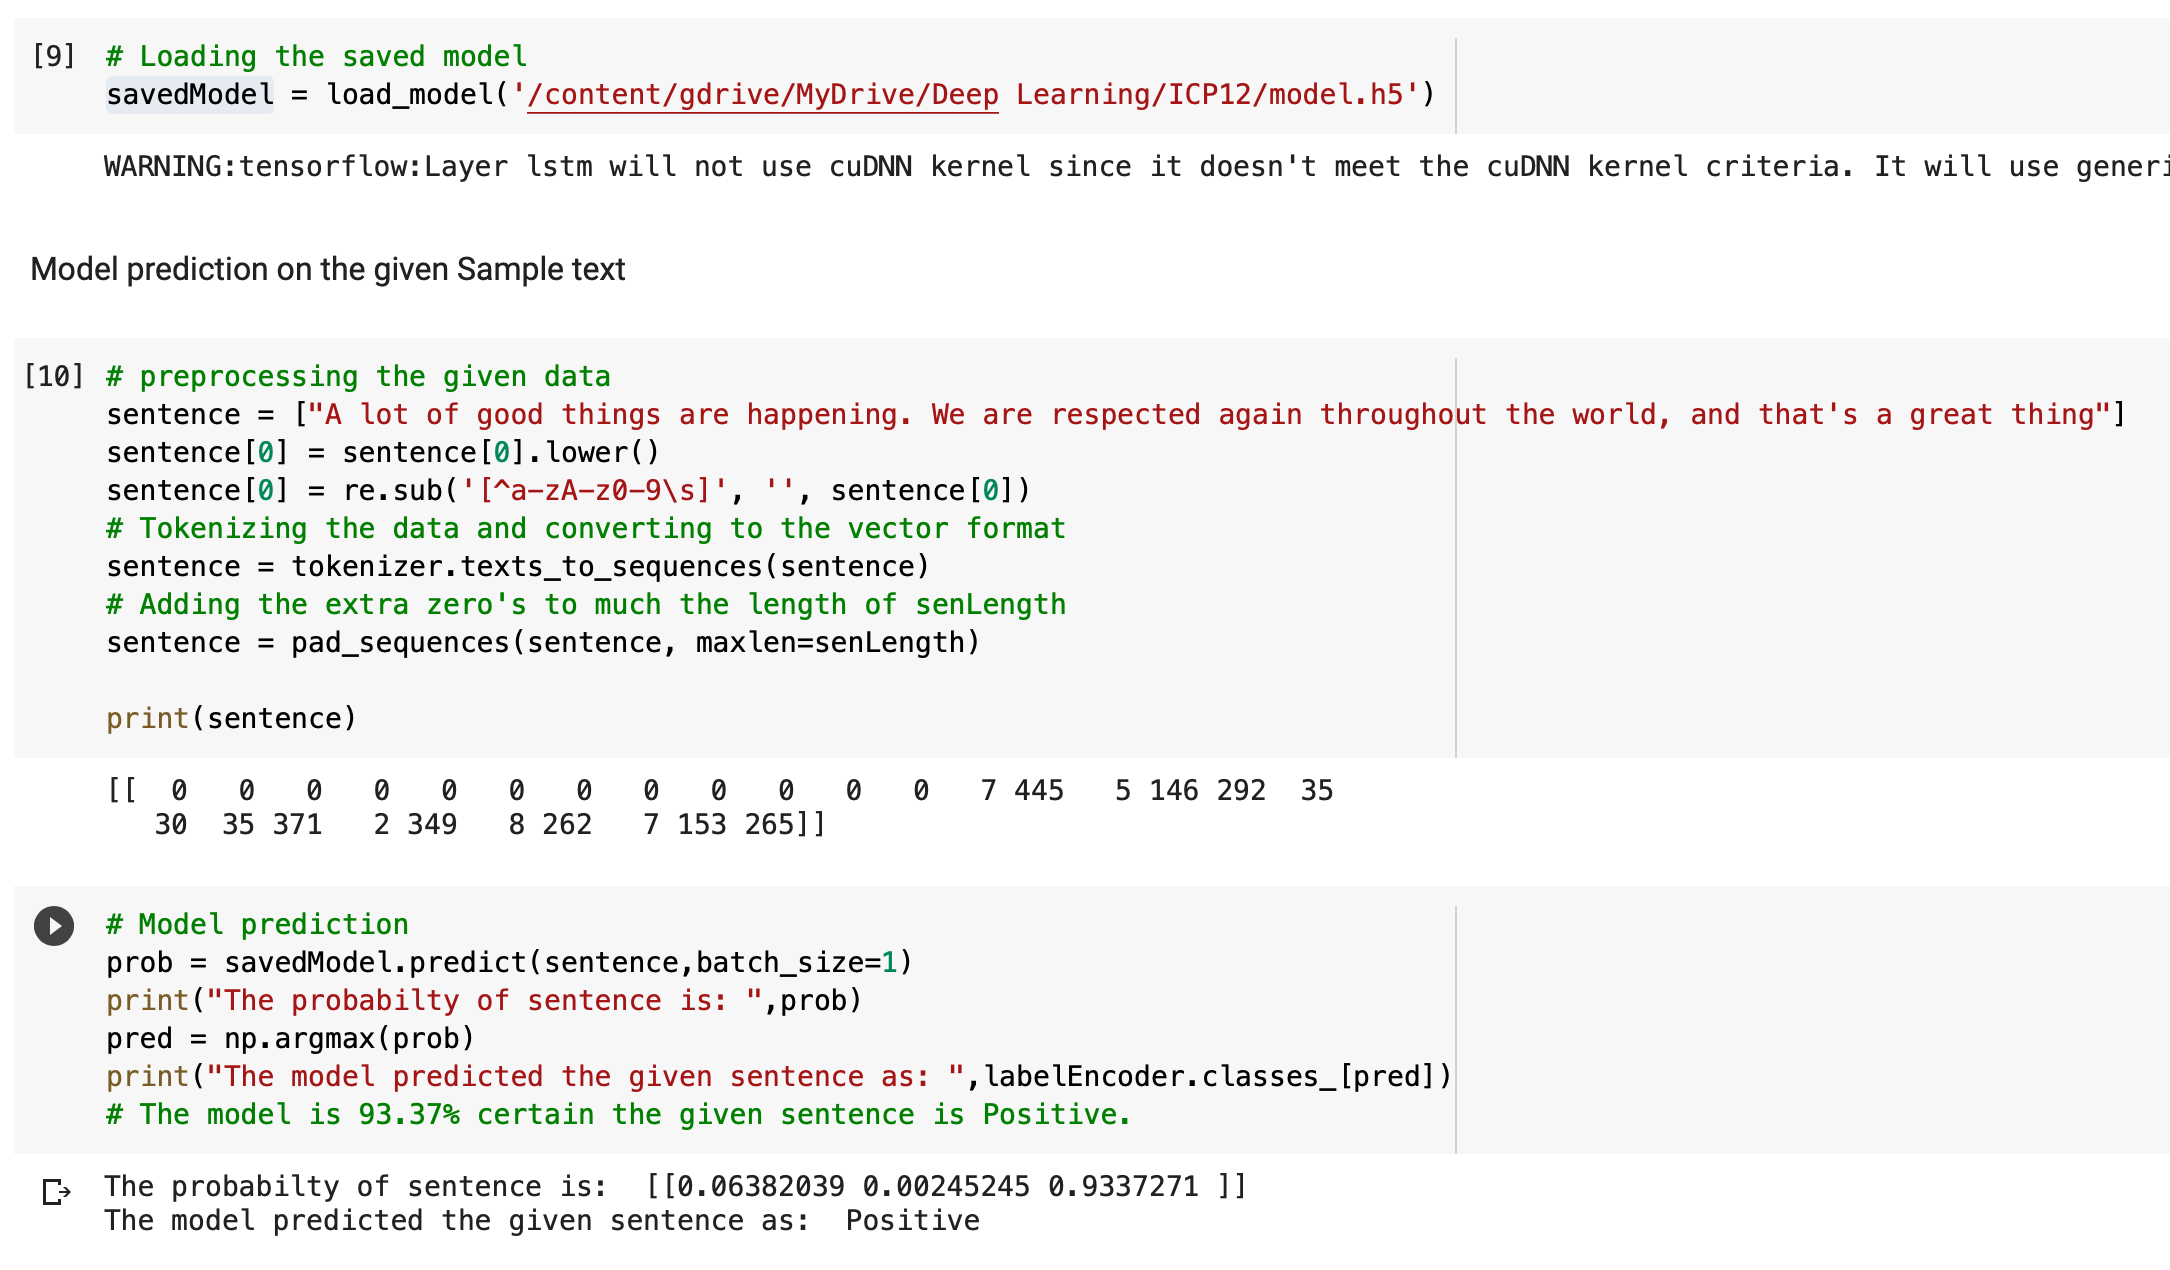 [9] # Loading the saved model
savedModel = load_model('/content/gdrive/MyDrive/Deep Learning/ICP12/model.h5')
WARNING:tensorflow:Layer lstm will not use cuDNN kernel since it doesn't meet the cuDNN kernel criteria. It will use generi
Model prediction on the given Sample text
[10] # preprocessing the given data
sentence = ["A lot of good things are happening. We are respected again throughout the world, and that's a great thing"]
sentence[0] = sentence[0].lower()
sentence[0] = re.sub('[^a-zA-z0-9\s]', '', sentence[0])
# Tokenizing the data and converting to the vector format
sentence = tokenizer.texts_to_sequences(sentence)
# Adding the extra zero's to much the length of senLength
sentence = pad_sequences(sentence, maxlen=senLength)
print(sentence)
[[  0   0   0   0   0   0   0   0   0   0   0   0   7 445   5 146 292  35
   30  35 371   2 349   8 262   7 153 265]]
# Model prediction
prob = savedModel.predict(sentence,batch_size=1)
print("The probabilty of sentence is: ",prob)
pred = np.argmax(prob)
print("The model predicted the given sentence as: ",labelEncoder.classes_[pred])
# The model is 93.37% certain the given sentence is Positive.
The probabilty of sentence is:  [[0.06382039 0.00245245 0.9337271 ]]
The model predicted the given sentence as:  Positive